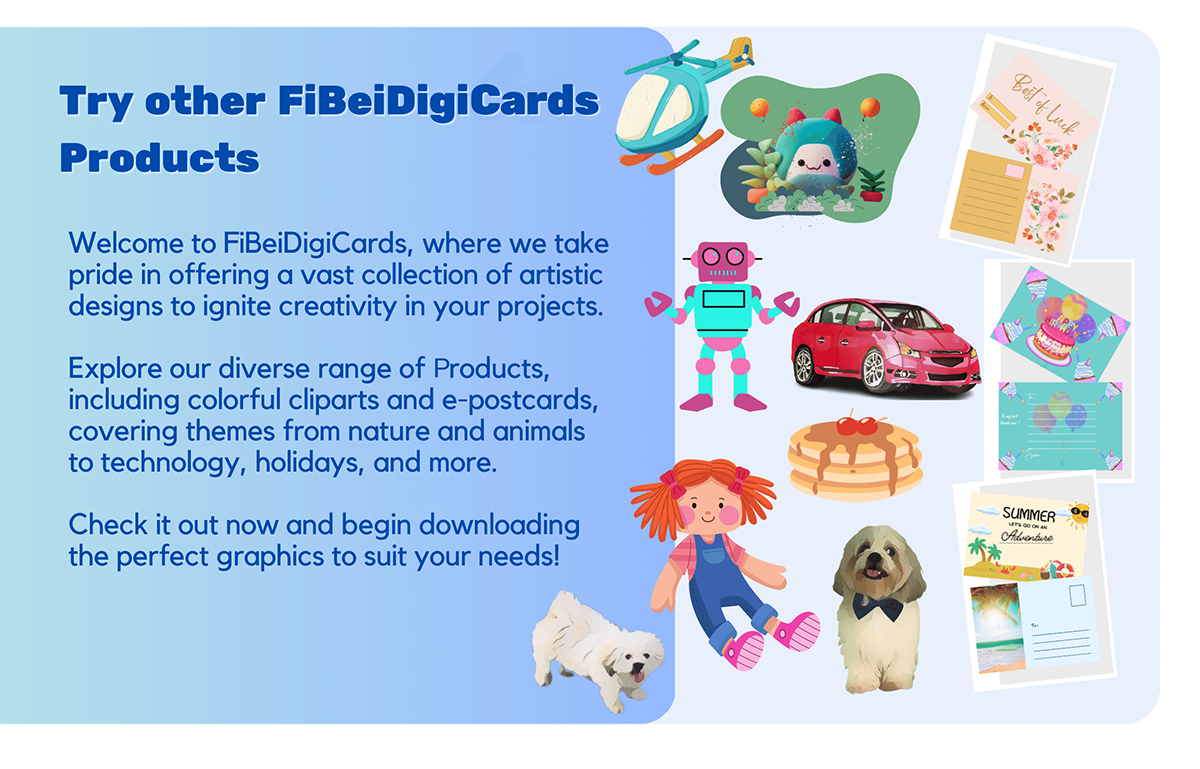 Try other FiBeiDigiCards
Products
Welcome to FiBeiDigiCards, where we take
pride in offering a vast collection of artistic
designs to ignite creativity in your projects.
Explore our diverse range of Products,
including colorful cliparts and e-postcards,
covering themes from nature and animals
to technology, holidays, and more.
Check it out now and begin downloading
the perfect graphics to suit your needs!
Best of Luck
To:
From:
SUMMER
LET'S GO ON AN
Adventure
To: